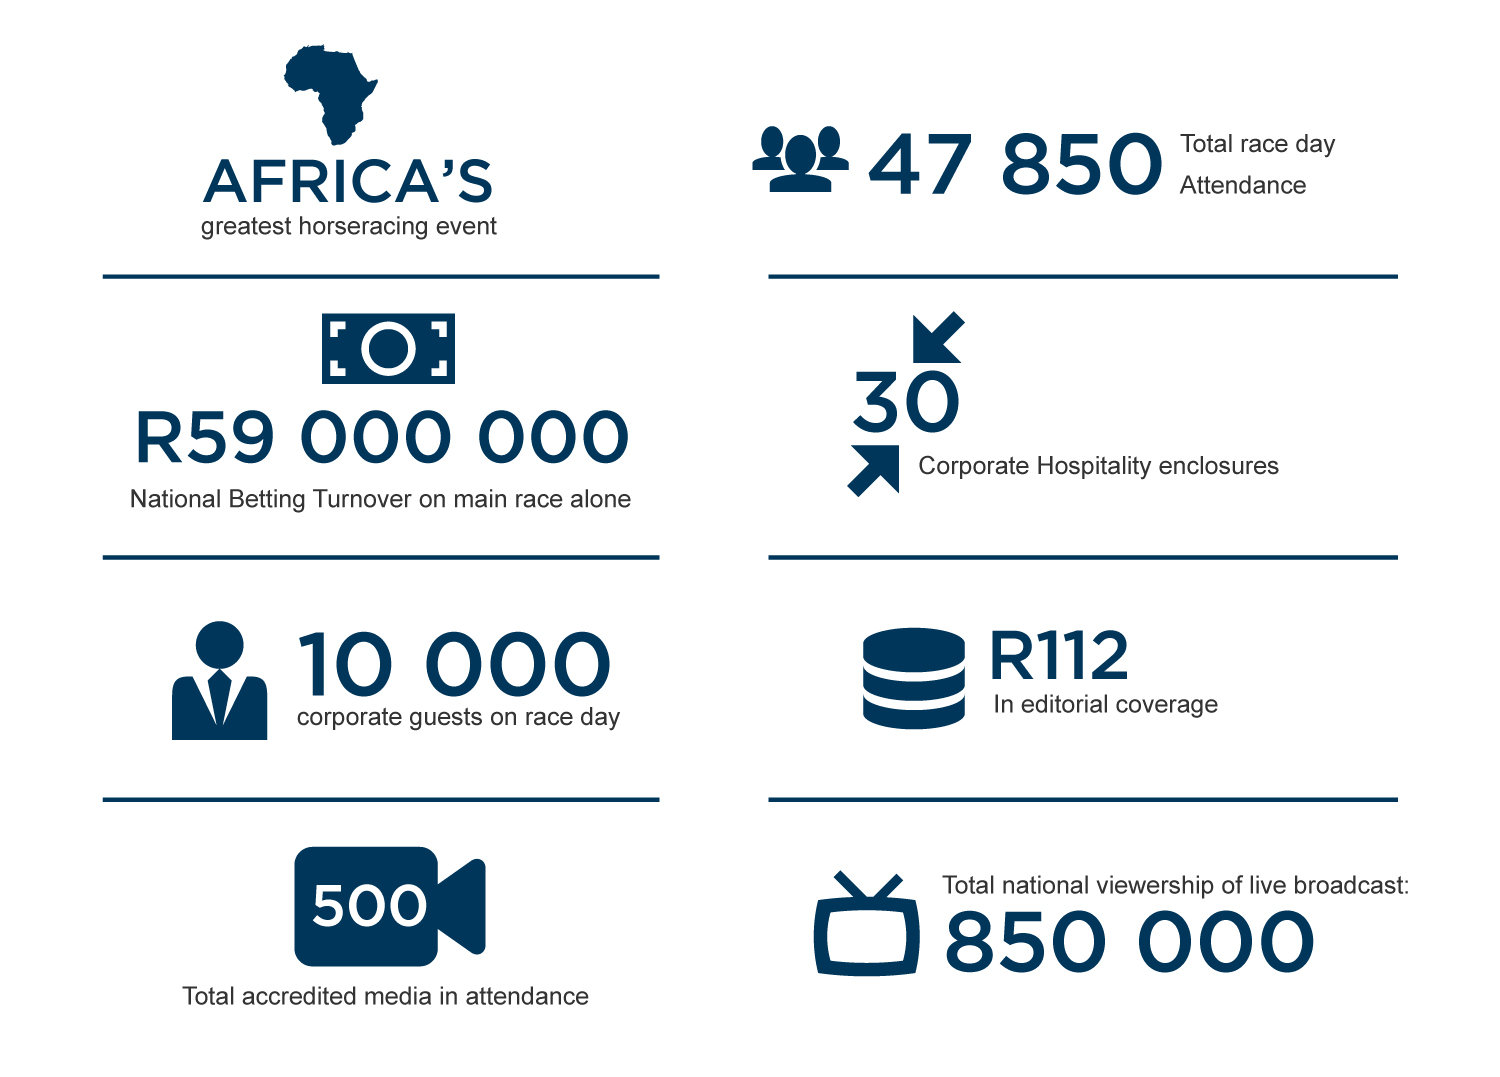 AFRICA'S
greatest horseracing event
47 850
Total race day
Attendance
R59 000 000
National Betting Turnover on main race alone
30
Corporate Hospitality enclosures
10 000
corporate guests on race day
R112
In editorial coverage
500
Total accredited media in attendance
Total national viewership of live broadcast:
850 000